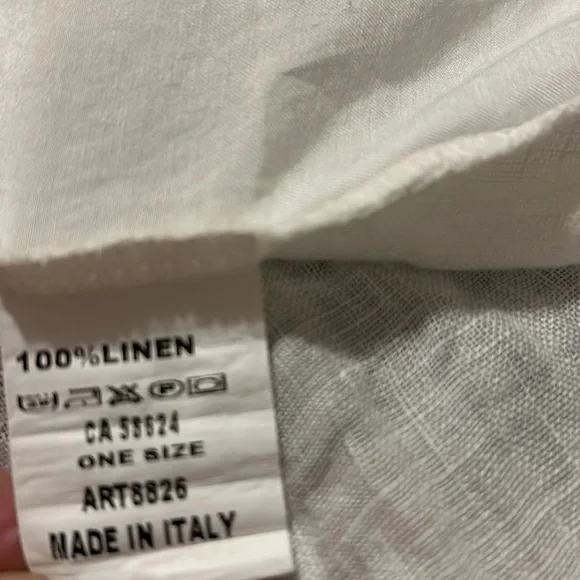 100%LINEN
CA 58624
ONE SIZE
ART8826
MADE IN ITALY